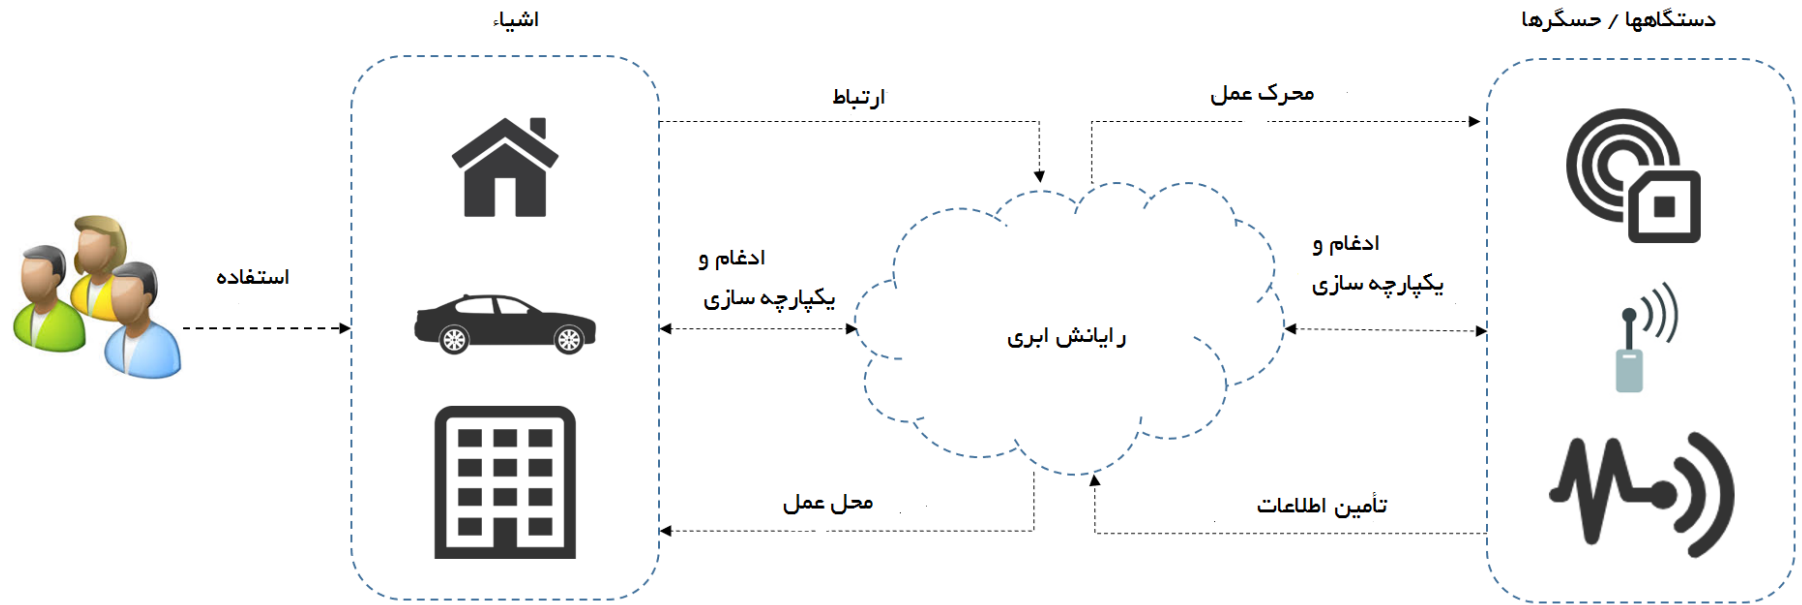 دستگاهها / حسگرها
اشیاء
محرک عمل
ارتباط
ادغام و
یکپارچه سازی
ادغام و
یکپارچه سازی
استفاده
رایانش ابری
تأمین اطلاعات
محل عمل